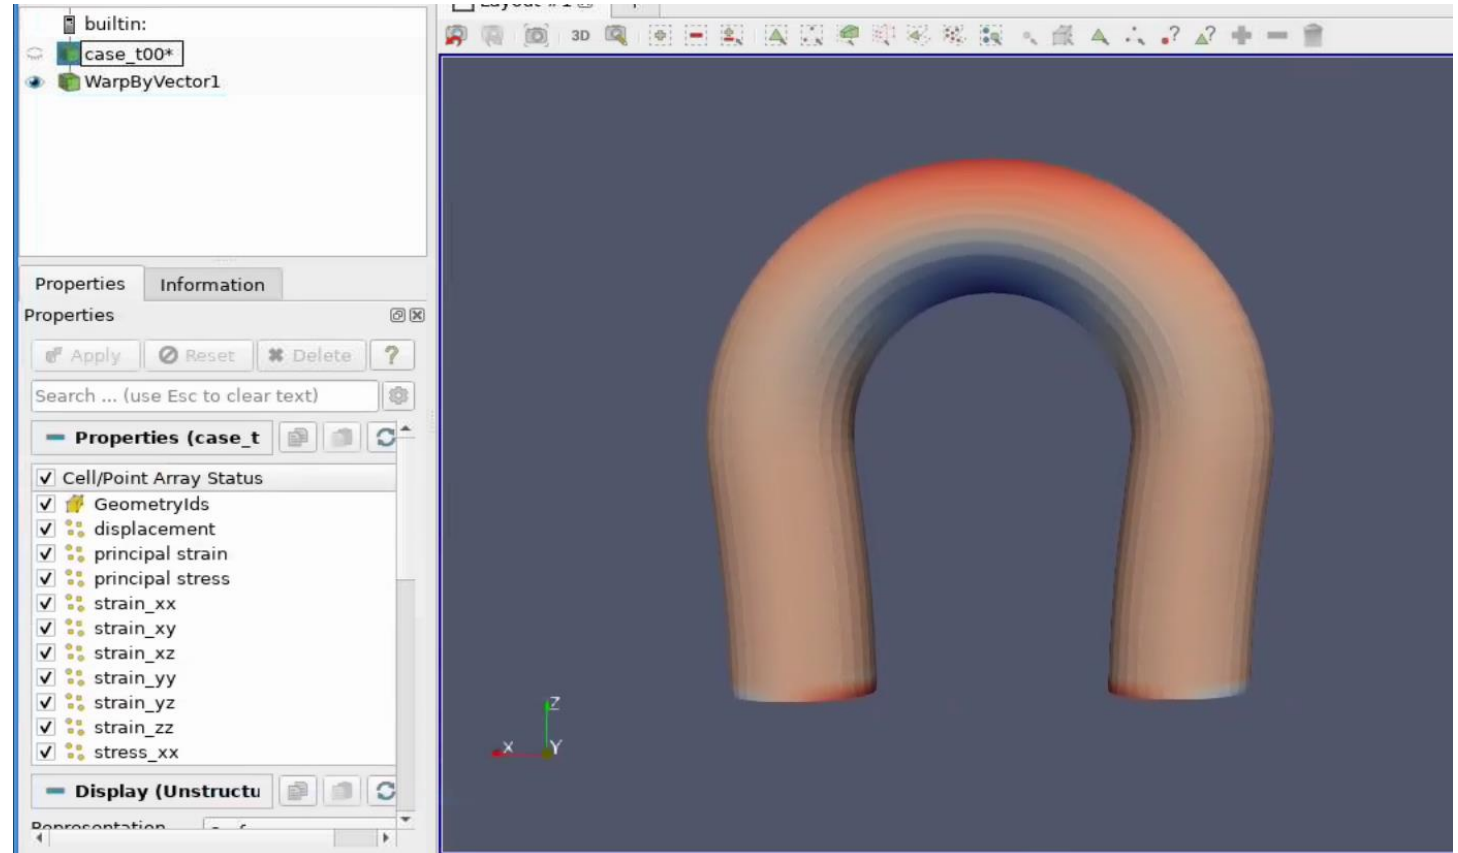 builtin:
case_t00*
WarpByVector1
3D
Properties
Information
Properties
Apply
Reset
Delete
?
Search ... (use Esc to clear text)
Properties (case_t
Cell/Point Array Status
GeometryIds
displacement
principal strain
principal stress
strain_xx
strain_xy
strain_xz
strain_yy
strain_yz
strain_zz
stress_xx
Display (Unstructu
Representation
Z
X
Y